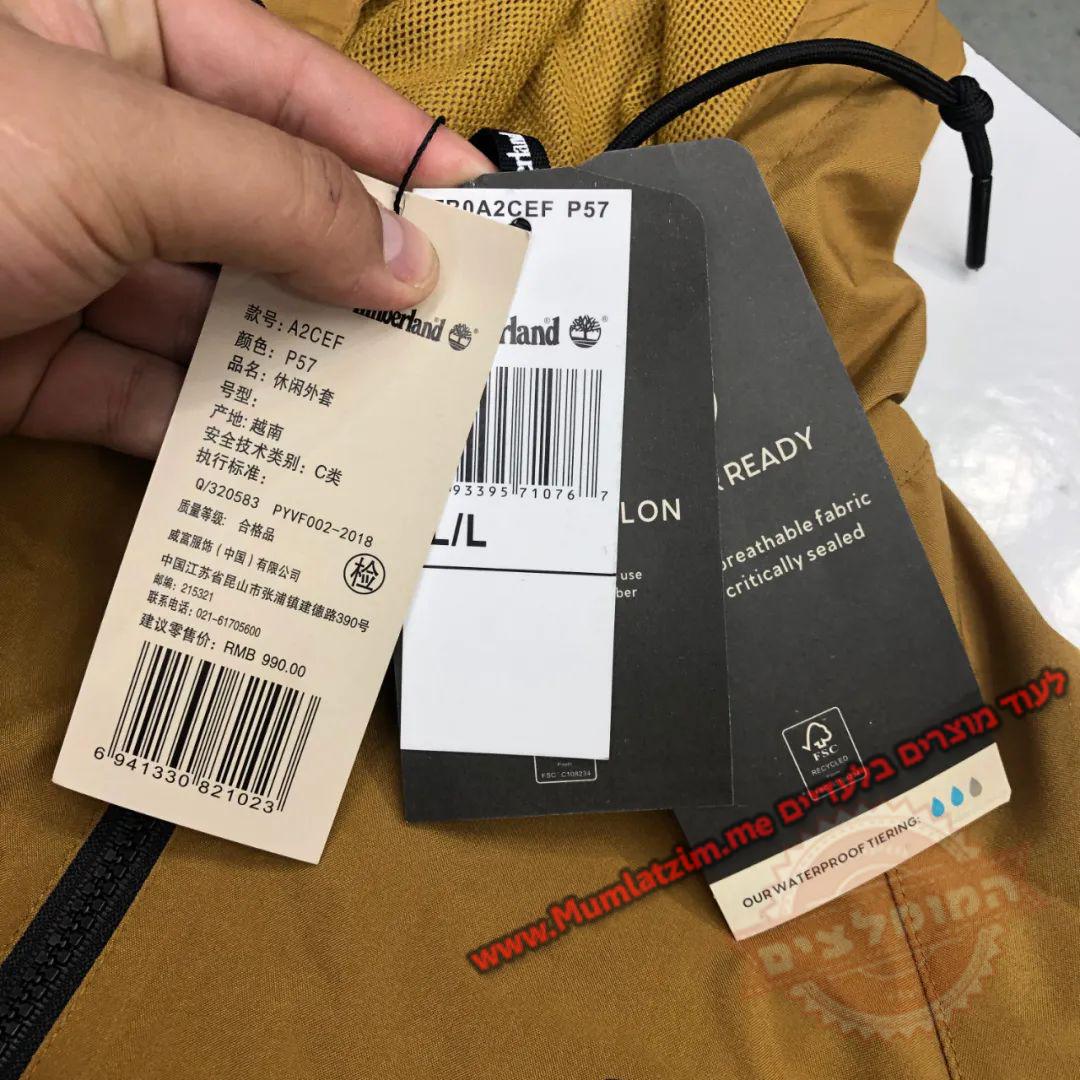 款号: A2CEF
颜色: P57
品名: 休闲外套
号型:
产地: 越南
安全技术类别: C类
执行标准:
Q/320583 PYVF002-2018
质量等级: 合格品
威富服饰(中国)有限公司
检
中国江苏省昆山市张浦镇建德路390号
邮编: 215321
联系电话: 021-61705600
建议零售价: RMB 990.00
6 941330 821023
A2CEF P57
93395 71076 7
L/L
use
READY
breathable fabric
critically sealed
FSC
RECYCLED
FSC C108234
OUR WATERPROOF TIERING:
לעוד מוצרים בלעדיים www.Mumlatzim.me
המומלצים